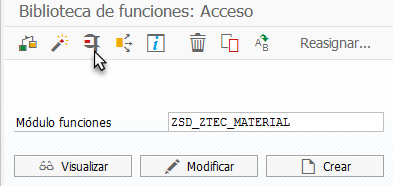 Biblioteca de funciones: Acceso
Reasignar...
Módulo funciones ZSD_ZTEC_MATERIAL
Visualizar Modificar Crear